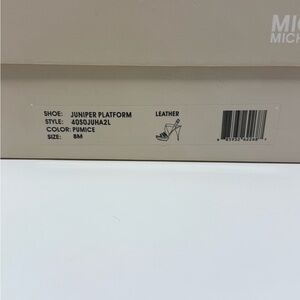 MIC
MICH
SHOE: JUNIPER PLATFORM LEATHER
STYLE: 40S0JUHA2L
COLOR: PUMICE
SIZE: 8M